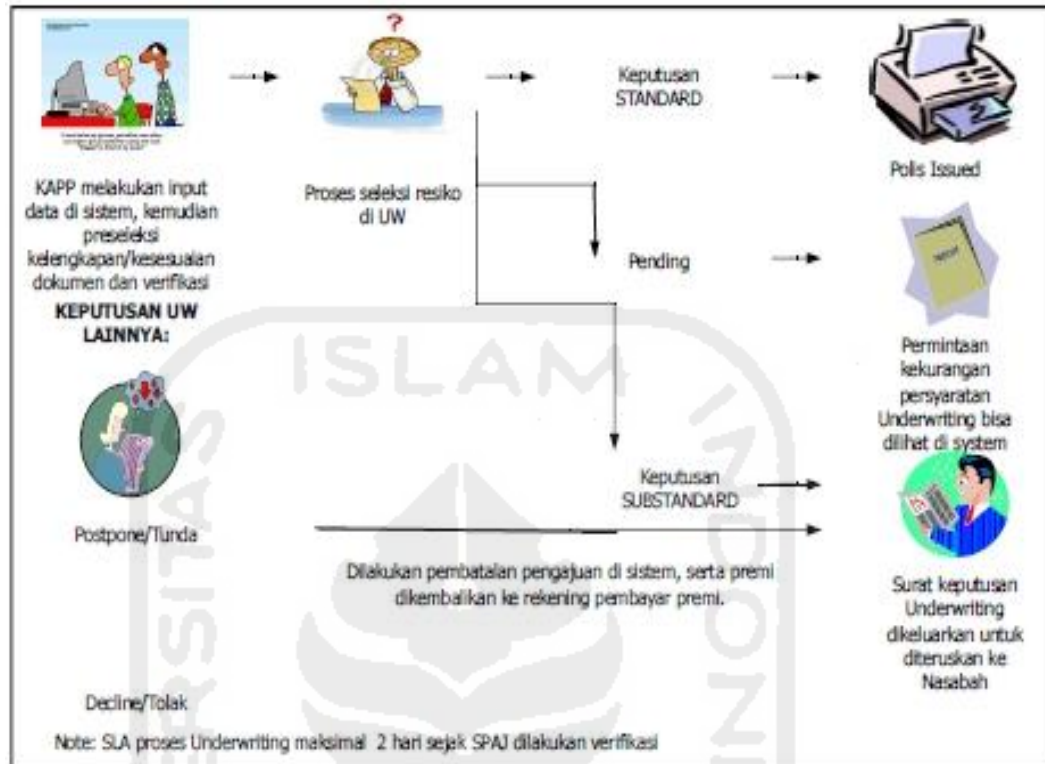 ?
KAPP melakukan input
data di sistem, kemudian
preseleksi
kelengkapan/kesesuaian
dokumen dan verifikasi
Proses seleksi resiko
di UW
Keputusan
STANDARD
Polis Issued
Pending
Permintaan
kekurangan
persyaratan
Underwriting bisa
dilihat di system
KEPUTUSAN UW
LAINNYA:
Postpone/Tunda
Keputusan
SUBSTANDARD
Dilakukan pembatalan pengajuan di sistem, serta premi
dikembalikan ke rekening pembayar premi.
Surat keputusan
Underwriting
dikeluarkan untuk
diteruskan ke
Nasabah
Decline/Tolak
Note: SLA proses Underwriting maksimal 2 hari sejak SPAJ dilakukan verifikasi
ISLAM